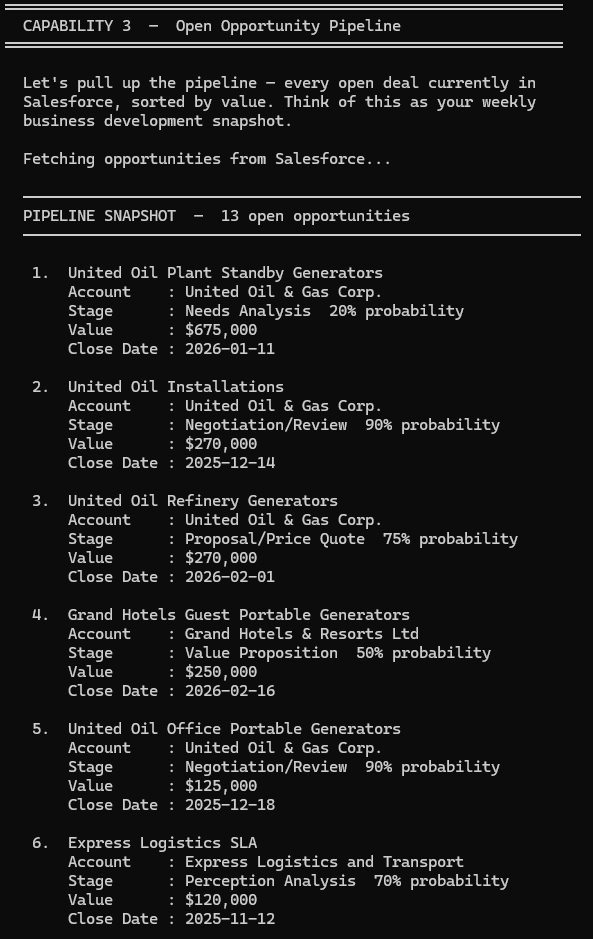 CAPABILITY 3  —  Open Opportunity Pipeline
Let's pull up the pipeline — every open deal currently in
Salesforce, sorted by value. Think of this as your weekly
business development snapshot.
Fetching opportunities from Salesforce...
PIPELINE SNAPSHOT  —  13 open opportunities
1.  United Oil Plant Standby Generators
Account    : United Oil & Gas Corp.
Stage      : Needs Analysis  20% probability
Value      : $675,000
Close Date : 2026-01-11
2.  United Oil Installations
Account    : United Oil & Gas Corp.
Stage      : Negotiation/Review  90% probability
Value      : $270,000
Close Date : 2025-12-14
3.  United Oil Refinery Generators
Account    : United Oil & Gas Corp.
Stage      : Proposal/Price Quote  75% probability
Value      : $270,000
Close Date : 2026-02-01
4.  Grand Hotels Guest Portable Generators
Account    : Grand Hotels & Resorts Ltd
Stage      : Value Proposition  50% probability
Value      : $250,000
Close Date : 2026-02-16
5.  United Oil Office Portable Generators
Account    : United Oil & Gas Corp.
Stage      : Negotiation/Review  90% probability
Value      : $125,000
Close Date : 2025-12-18
6.  Express Logistics SLA
Account    : Express Logistics and Transport
Stage      : Perception Analysis  70% probability
Value      : $120,000
Close Date : 2025-11-12